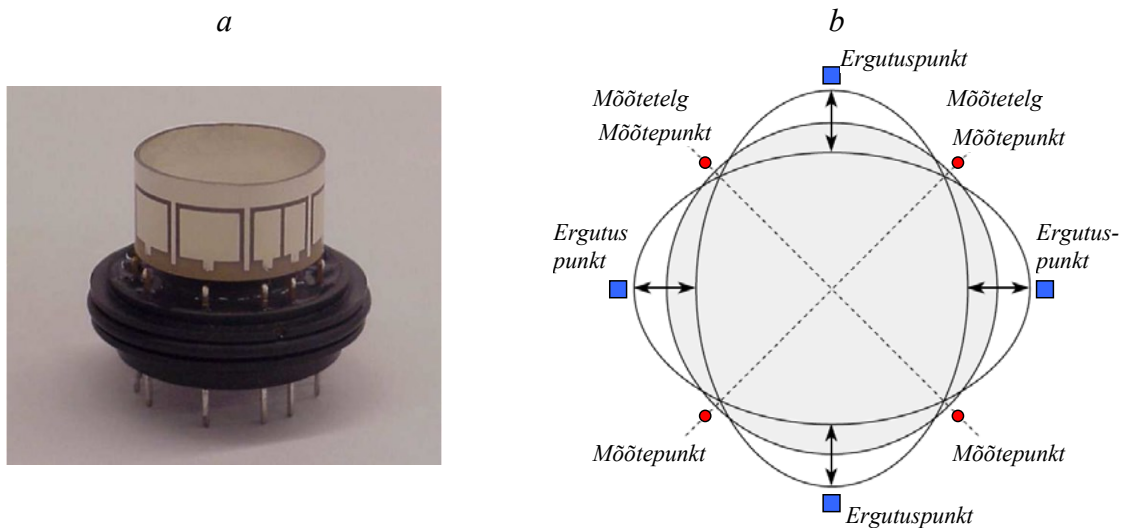 a
b
Ergutuspunkt
Mõõtetelg
Mõõtepunkt
Mõõtetelg
Mõõtepunkt
Ergutus
punkt
Ergutus-
punkt
Mõõtepunkt
Mõõtepunkt
Ergutuspunkt